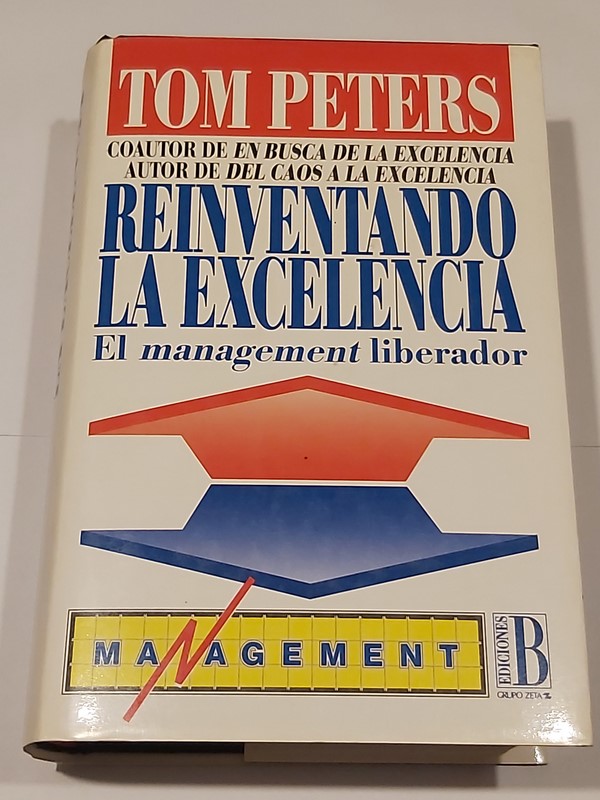 TOM PETERS
COAUTOR DE EN BUSCA DE LA EXCELENCIA
AUTOR DE DEL CAOS A LA EXCELENCIA
REINVENTANDO
LA EXCELENCIA
El management liberador
MANAGEMENT
EDICIONES
B
GRUPO ZETA